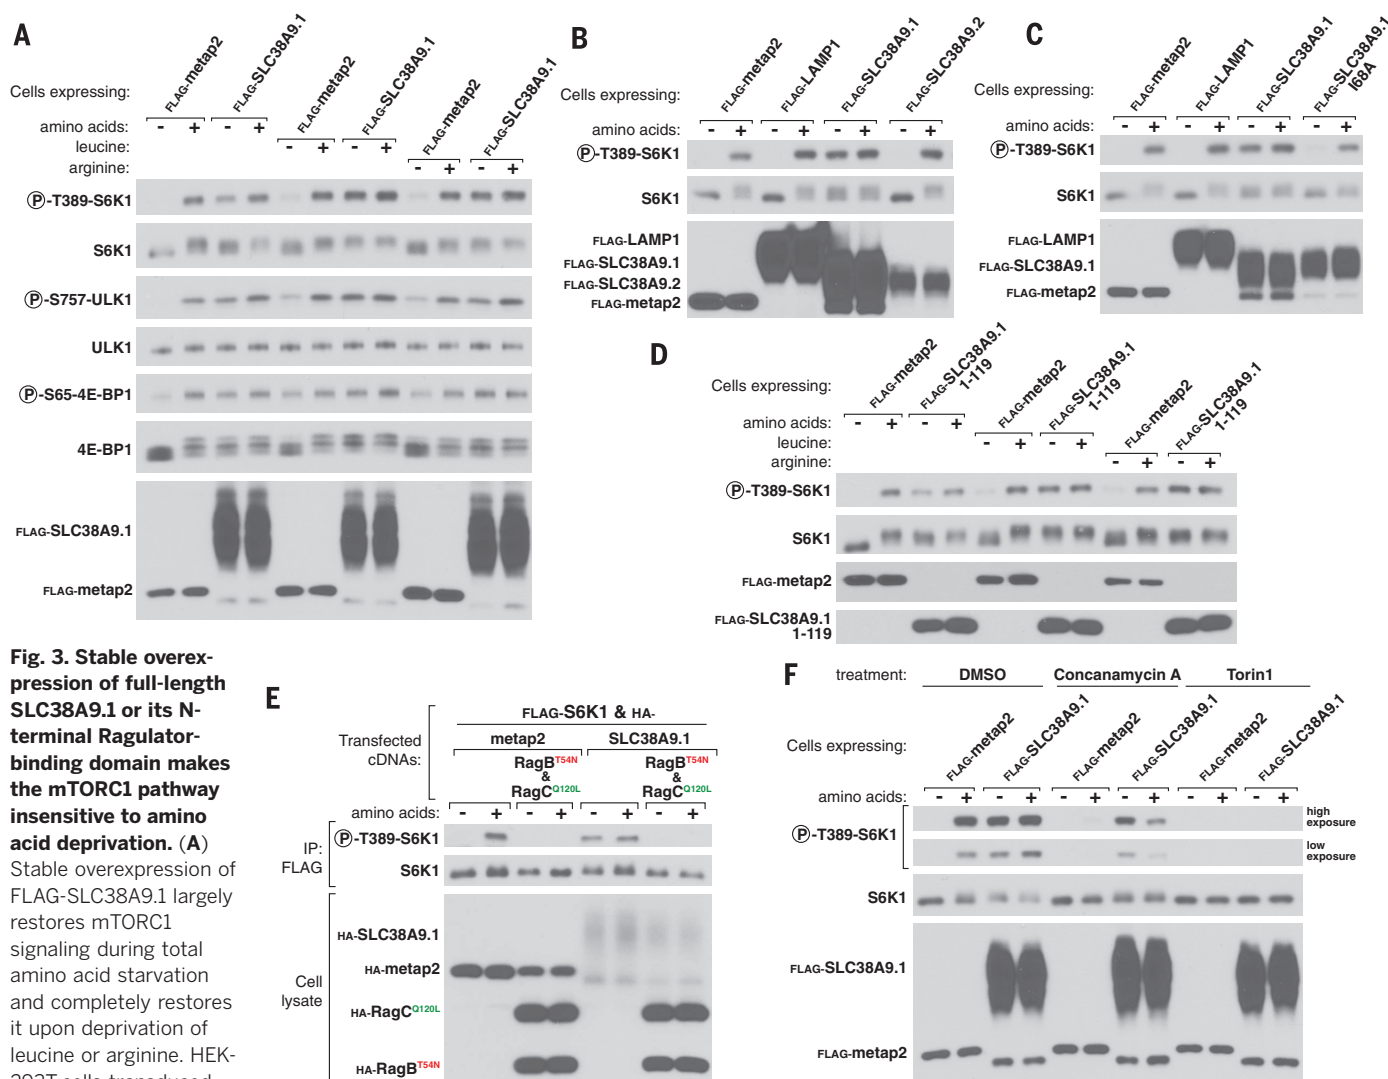 A
Cells expressing:
FLAG-metap2
FLAG-SLC38A9.1
FLAG-metap2
FLAG-SLC38A9.1
FLAG-metap2
FLAG-SLC38A9.1
amino acids: - + - +
leucine: - + - +
arginine: - + - +
P-T389-S6K1
S6K1
P-S757-ULK1
ULK1
P-S65-4E-BP1
4E-BP1
FLAG-SLC38A9.1
FLAG-metap2
B
Cells expressing:
FLAG-metap2
FLAG-LAMP1
FLAG-SLC38A9.1
FLAG-SLC38A9.2
amino acids: - + - + - + - +
P-T389-S6K1
S6K1
FLAG-LAMP1
FLAG-SLC38A9.1
FLAG-SLC38A9.2
FLAG-metap2
C
Cells expressing:
FLAG-metap2
FLAG-LAMP1
FLAG-SLC38A9.1
FLAG-SLC38A9.1
I68A
amino acids: - + - + - + - +
P-T389-S6K1
S6K1
FLAG-LAMP1
FLAG-SLC38A9.1
FLAG-metap2
D
Cells expressing:
FLAG-metap2
FLAG-SLC38A9.1
1-119
FLAG-metap2
FLAG-SLC38A9.1
1-119
FLAG-metap2
FLAG-SLC38A9.1
1-119
amino acids: - + - +
leucine: - + - +
arginine: - + - +
P-T389-S6K1
S6K1
FLAG-metap2
FLAG-SLC38A9.1
1-119
Fig. 3. Stable overex-
pression of full-length
SLC38A9.1 or its N-
terminal Ragulator-
binding domain makes
the mTORC1 pathway
insensitive to amino
acid deprivation. (A)
Stable overexpression of
FLAG-SLC38A9.1 largely
restores mTORC1
signaling during total
amino acid starvation
and completely restores
it upon deprivation of
leucine or arginine. HEK-
293T cells transduced
E
Transfected
cDNAs:
FLAG-S6K1 & HA-
metap2 SLC38A9.1
RagBT54N RagBT54N
& &
RagCQ120L RagCQ120L
amino acids: - + - + - + - +
IP:
FLAG
P-T389-S6K1
S6K1
Cell
lysate
HA-SLC38A9.1
HA-metap2
HA-RagCQ120L
HA-RagBT54N
F
treatment: DMSO Concanamycin A Torin1
Cells expressing:
FLAG-metap2
FLAG-SLC38A9.1
FLAG-metap2
FLAG-SLC38A9.1
FLAG-metap2
FLAG-SLC38A9.1
amino acids: - + - + - + - + - + - +
P-T389-S6K1
high
exposure
low
exposure
S6K1
FLAG-SLC38A9.1
FLAG-metap2